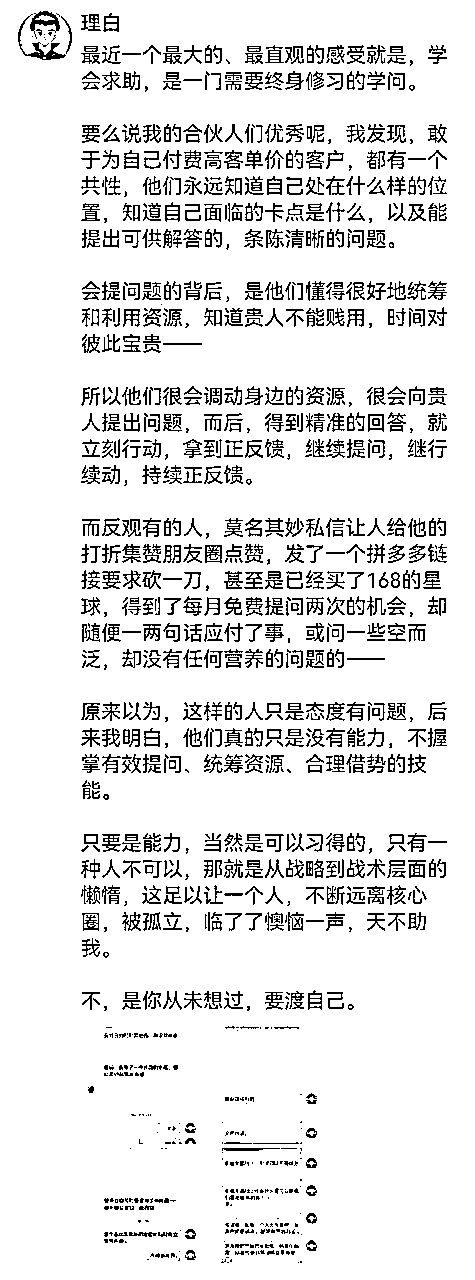 理白
最近一个最大的、最直观的感受就是，学
会求助，是一门需要终身修习的学问。
要么说我的合伙人们优秀呢，我发现，敢
于为自己付费高客单价的客户，都有一个
共性，他们永远知道自己处在什么样的位
置，知道自己面临的卡点是什么，以及能
提出可供解答的，条陈清晰的问题。
会提问题的背后，是他们懂得很好地统筹
和利用资源，知道贵人不能贱用，时间对
彼此宝贵——
所以他们很会调动身边的资源，很会向贵
人提出问题，而后，得到精准的回答，就
立刻行动，拿到正反馈，继续提问，继行
续动，持续正反馈。
而反观有的人，莫名其妙私信让人给他的
打折集赞朋友圈点赞，发了一个拼多多链
接要求砍一刀，甚至是已经买了168的星
球，得到了每月免费提问两次的机会，却
随便一两句话应付了事，或问一些空而
泛，却没有任何营养的问题的——
原来以为，这样的人只是态度有问题，后
来我明白，他们真的只是没有能力，不握
掌有效提问、统筹资源、合理借势的技
能。
只要是能力，当然是可以习得的，只有一
种人不可以，那就是从战略到战术层面的
懒惰，这足以让一个人，不断远离核心
圈，被孤立，临了了懊恼一声，天不助
我。
不，是你从未想过，要渡自己。